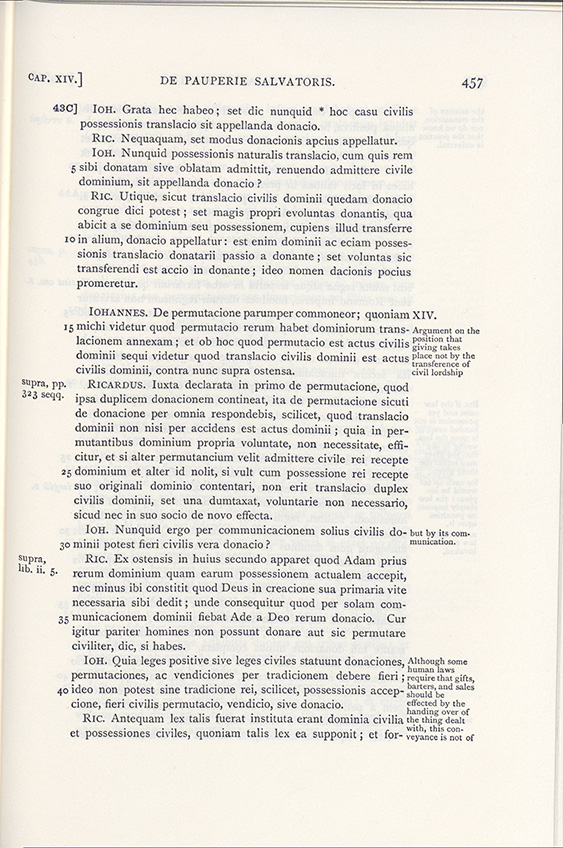 CAP. XIV.] DE PAUPERIE SALVATORIS. 457
43C] IOH. Grata hec habeo; set dic nunquid * hoc casu civilis
possessionis translacio sit appellanda donacio.
RIC. Nequaquam, set modus donacionis apcius appellatur.
IOH. Nunquid possessionis naturalis translacio, cum quis rem
5 sibi donatam sive oblatam admittit, renuendo admittere civile
dominium, sit appellanda donacio?
RIC. Utique, sicut translacio civilis dominii quedam donacio
congrue dici potest; set magis propri evoluntas donantis, qua
abicit a se dominium seu possessionem, cupiens illud transferre
10 in alium, donacio appellatur: est enim dominii ac eciam posses-
sionis translacio donatarii passio a donante; set voluntas sic
transferendi est accio in donante; ideo nomen dacionis pocius
promeretur.
IOHANNES. De permutacione parumper commoneor; quoniam XIV.
15 michi videtur quod permutacio rerum habet dominiorum trans-
lacionem annexam; et ob hoc quod permutacio est actus civilis
dominii sequi videtur quod translacio civilis dominii est actus
civilis dominii, contra nunc supra ostensa.
Argument on the
position that
giving takes
place not by the
transference of
civil lordship
supra, pp.
323 seqq.
RICARDUS. Iuxta declarata in primo de permutacione, quod
ipsa duplicem donacionem contineat, ita de permutacione sicuti
de donacione per omnia respondebis, scilicet, quod translacio
dominii non nisi per accidens est actus dominii; quia in per-
mutantibus dominium propria voluntate, non necessitate, effi-
citur, et si alter permutancium velit admittere civile rei recepte
25 dominium et alter id nolit, si vult cum possessione rei recepte
suo originali dominio contentari, non erit translacio duplex
civilis dominii, set una dumtaxat, voluntarie non necessario,
sicud nec in suo socio de novo effecta.
IOH. Nunquid ergo per communicacionem solius civilis do-
30 minii potest fieri civilis vera donacio?
but by its com-
munication.
supra,
lib. ii. 5.
RIC. Ex ostensis in huius secundo apparet quod Adam prius
rerum dominium quam earum possessionem actualem accepit,
nec minus ibi constitit quod Deus in creacione sua primaria vite
necessaria sibi dedit; unde consequitur quod per solam com-
35 municacionem dominii fiebat Ade a Deo rerum donacio. Cur
igitur pariter homines non possunt donare aut sic permutare
civiliter, dic, si habes.
IOH. Quia leges positive sive leges civiles statuunt donaciones,
permutaciones, ac vendiciones per tradicionem debere fieri;
40 ideo non potest sine tradicione rei, scilicet, possessionis accep-
cione, fieri civilis permutacio, vendicio, sive donacio.
RIC. Antequam lex talis fuerat instituta erant dominia civilia
et possessiones civiles, quoniam talis lex ea supponit; et for-
Although some
human laws
require that gifts,
barters, and sales
should be
effected by the
handing over of
the thing dealt
with, this con-
veyance is not of